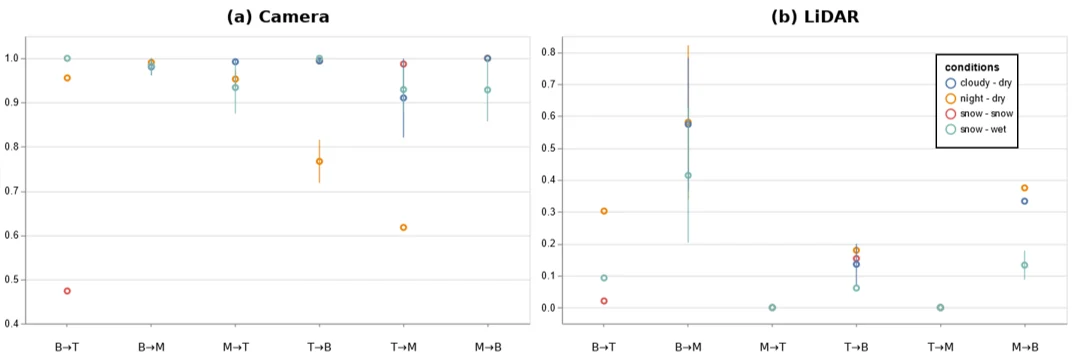 (a) Camera
1.0
0.9
0.8
0.7
0.6
0.5
0.4
B→T B→M M→T T→B T→M M→B
(b) LiDAR
0.8
0.7
0.6
0.5
0.4
0.3
0.2
0.1
0.0
conditions
cloudy - dry
night - dry
snow - snow
snow - wet
B→T B→M M→T T→B T→M M→B